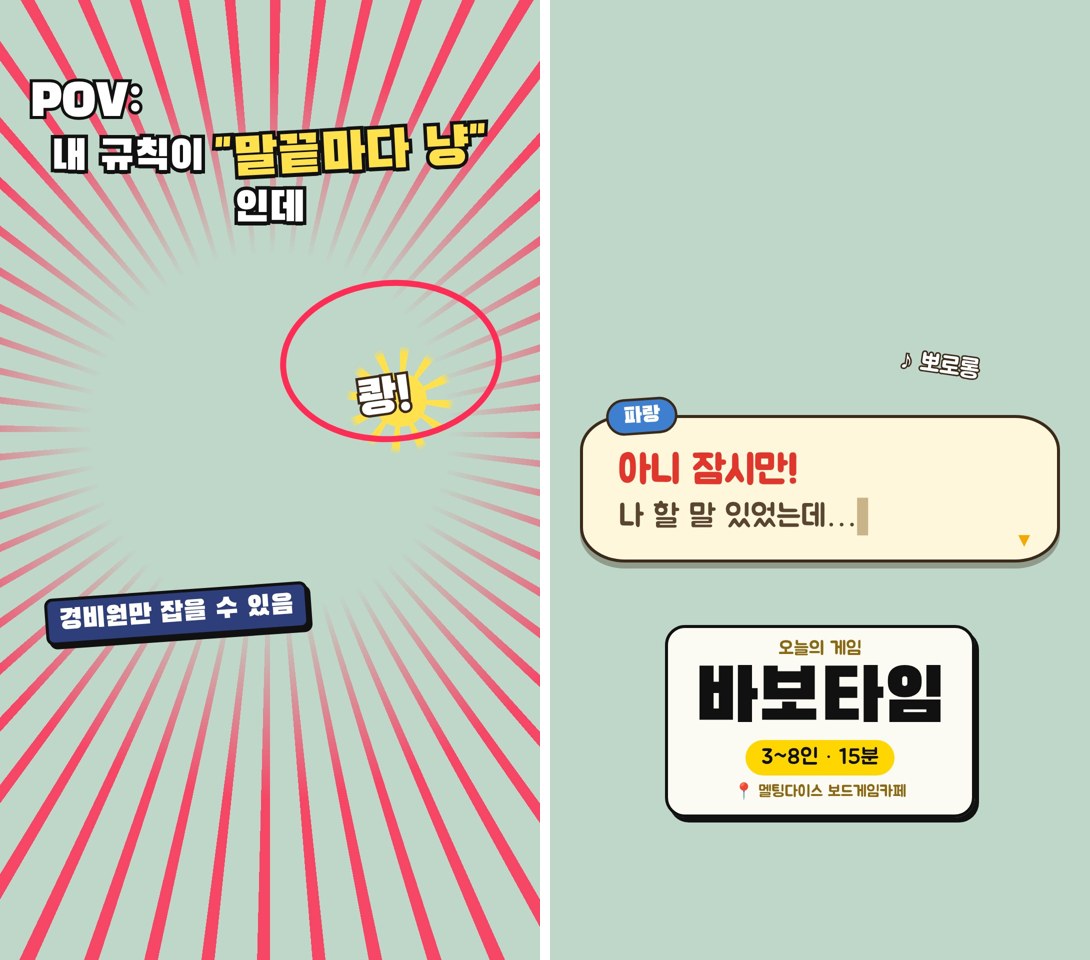 POV:
내 규칙이 "말끝마다 냥"
인데
쾅!
경비원만 잡을 수 있음
♪ 뽀로롱
파랑
아니 잠시만!
나 할 말 있었는데...
오늘의 게임
바보타임
3~8인 · 15분
📍 멜팅다이스 보드게임카페